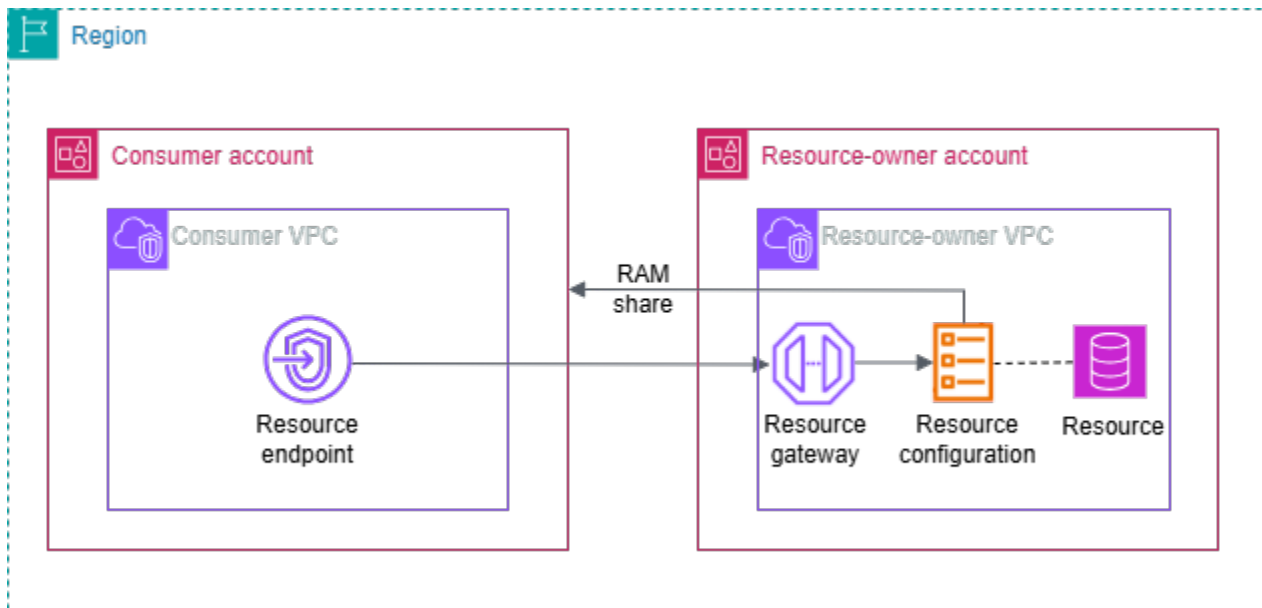 Region
Consumer account
Resource-owner account
Consumer VPC
Resource-owner VPC
RAM
share
Resource
endpoint
Resource
gateway
Resource
configuration
Resource